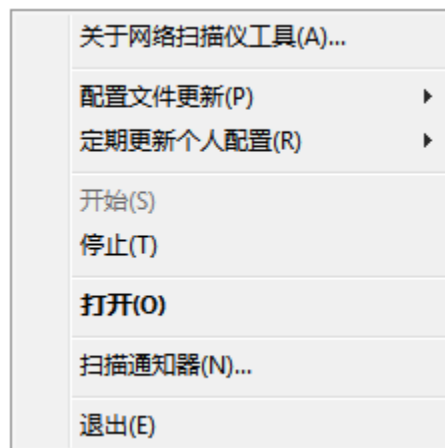 关于网络扫描仪工具(A)...
配置文件更新(P)
定期更新个人配置(R)
开始(S)
停止(T)
打开(O)
扫描通知器(N)...
退出(E)